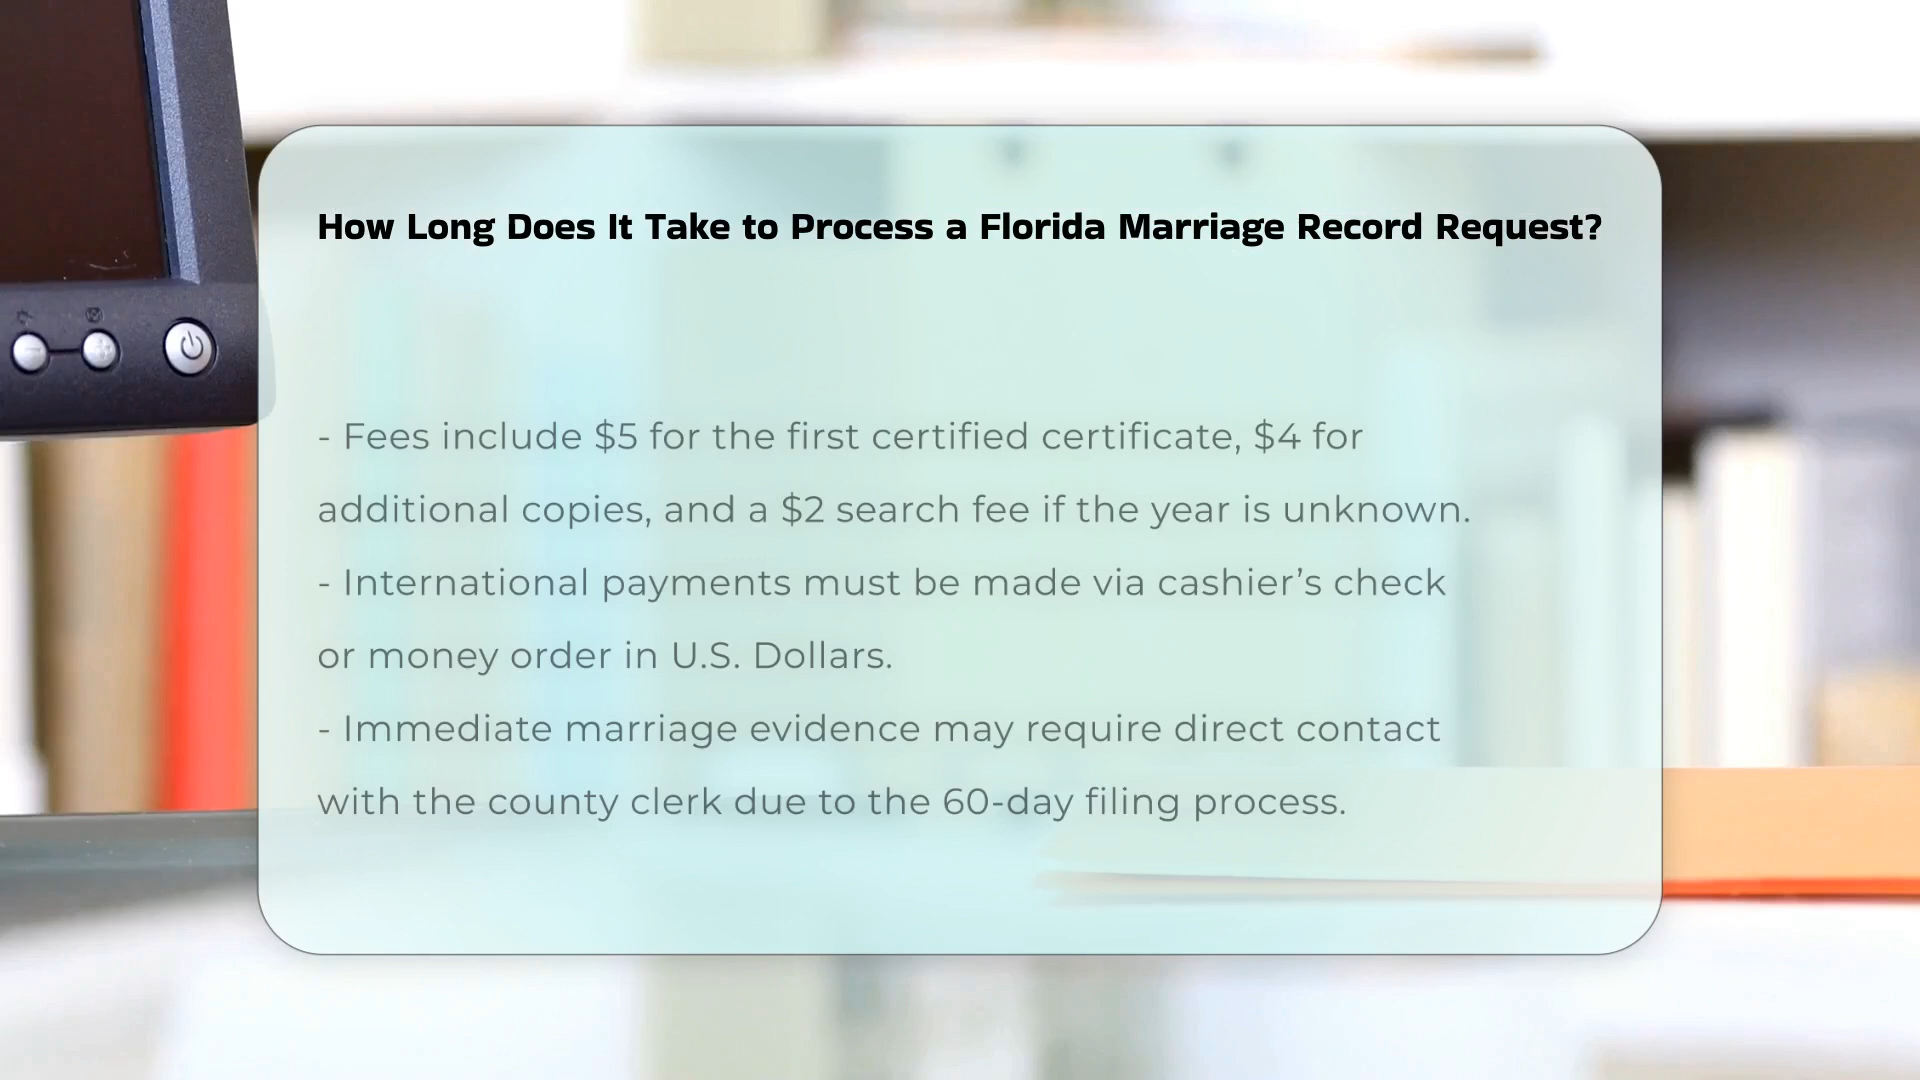 How Long Does It Take to Process a Florida Marriage Record Request?
- Fees include $5 for the first certified certificate, $4 for
additional copies, and a $2 search fee if the year is unknown.
- International payments must be made via cashier’s check
or money order in U.S. Dollars.
- Immediate marriage evidence may require direct contact
with the county clerk due to the 60-day filing process.